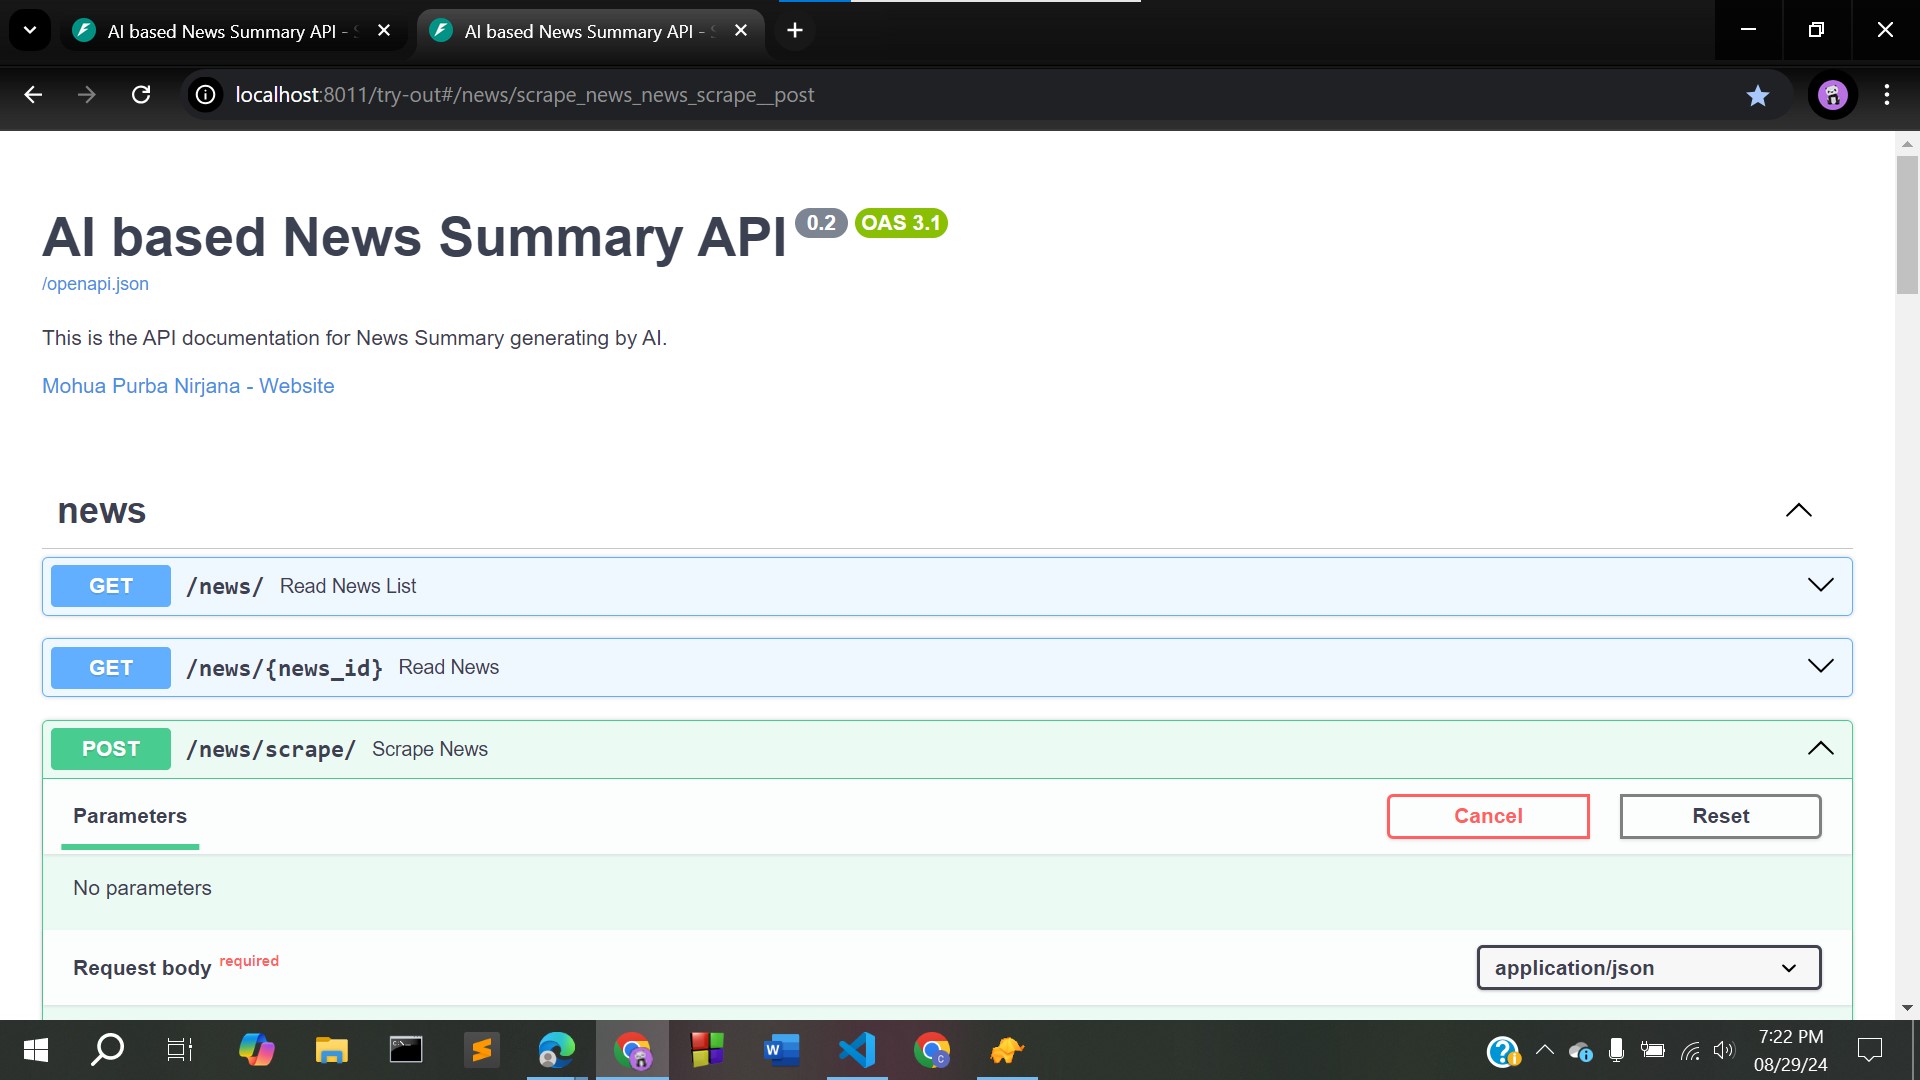 AI based News Summary API -
AI based News Summary API -
localhost:8011/try-out#/news/scrape_news_news_scrape__post
AI based News Summary API 0.2 OAS 3.1
/openapi.json
This is the API documentation for News Summary generating by AI.
Mohua Purba Nirjana - Website
news
GET /news/ Read News List
GET /news/{news_id} Read News
POST /news/scrape/ Scrape News
Parameters
Cancel
Reset
No parameters
Request body required
application/json
7:22 PM
08/29/24